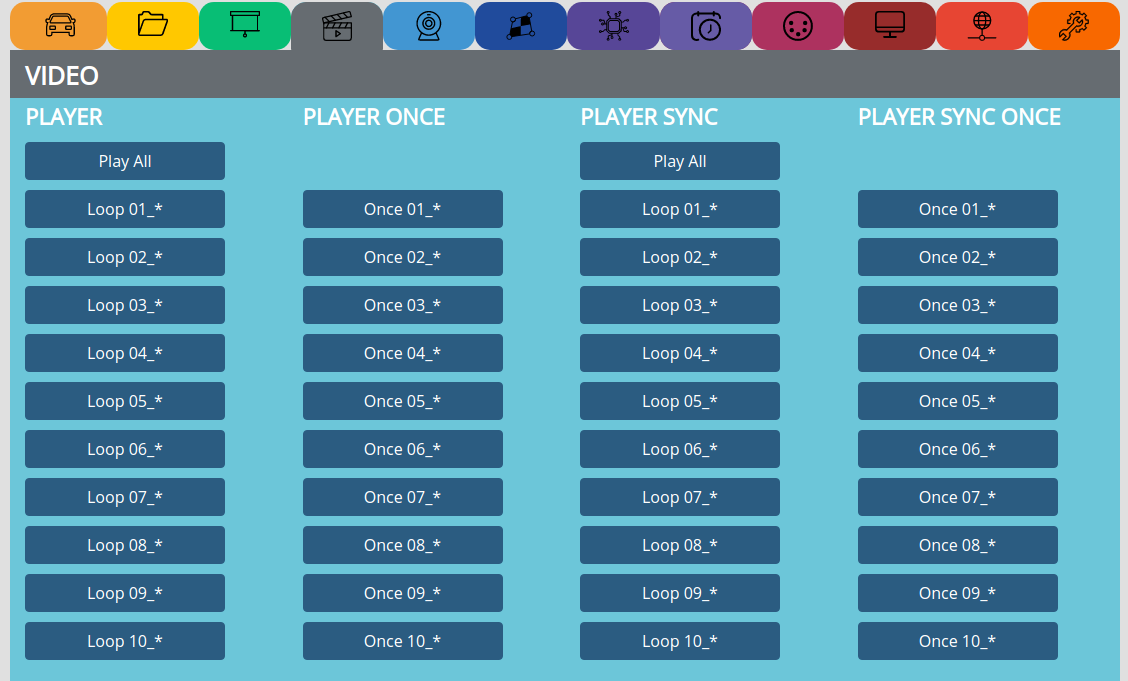 VIDEO
PLAYER PLAYER ONCE PLAYER SYNC PLAYER SYNC ONCE
Play All Play All
Loop 01_* Once 01_* Loop 01_* Once 01_*
Loop 02_* Once 02_* Loop 02_* Once 02_*
Loop 03_* Once 03_* Loop 03_* Once 03_*
Loop 04_* Once 04_* Loop 04_* Once 04_*
Loop 05_* Once 05_* Loop 05_* Once 05_*
Loop 06_* Once 06_* Loop 06_* Once 06_*
Loop 07_* Once 07_* Loop 07_* Once 07_*
Loop 08_* Once 08_* Loop 08_* Once 08_*
Loop 09_* Once 09_* Loop 09_* Once 09_*
Loop 10_* Once 10_* Loop 10_* Once 10_*